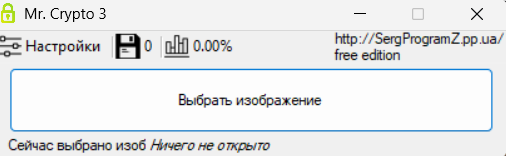 Mr. Crypto 3
Настройки 0 0.00% http://SergProgramZ.pp.ua/
free edition
Выбрать изображение
Сейчас выбрано изоб Ничего не открыто